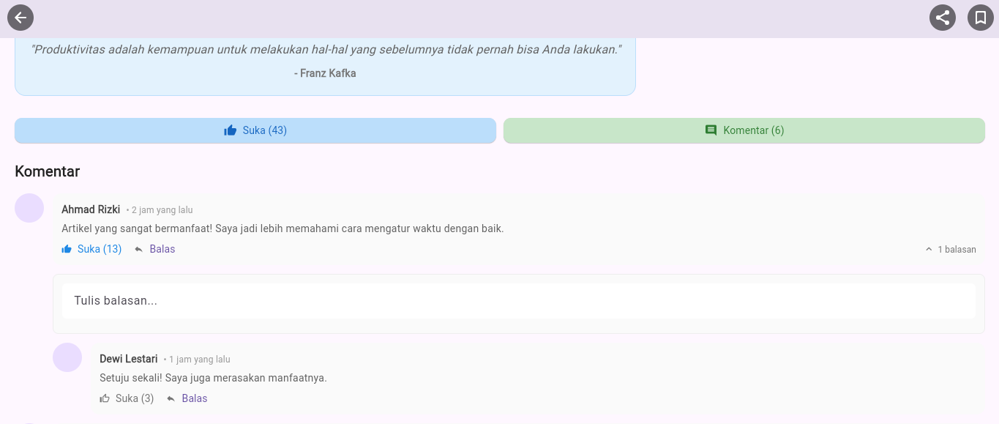 "Produktivitas adalah kemampuan untuk melakukan hal-hal yang sebelumnya tidak pernah bisa Anda lakukan."
- Franz Kafka
Suka (43)
Komentar (6)
Komentar
Ahmad Rizki • 2 jam yang lalu
Artikel yang sangat bermanfaat! Saya jadi lebih memahami cara mengatur waktu dengan baik.
Suka (13) Balas 1 balasan
Tulis balasan...
Dewi Lestari • 1 jam yang lalu
Setuju sekali! Saya juga merasakan manfaatnya.
Suka (3) Balas